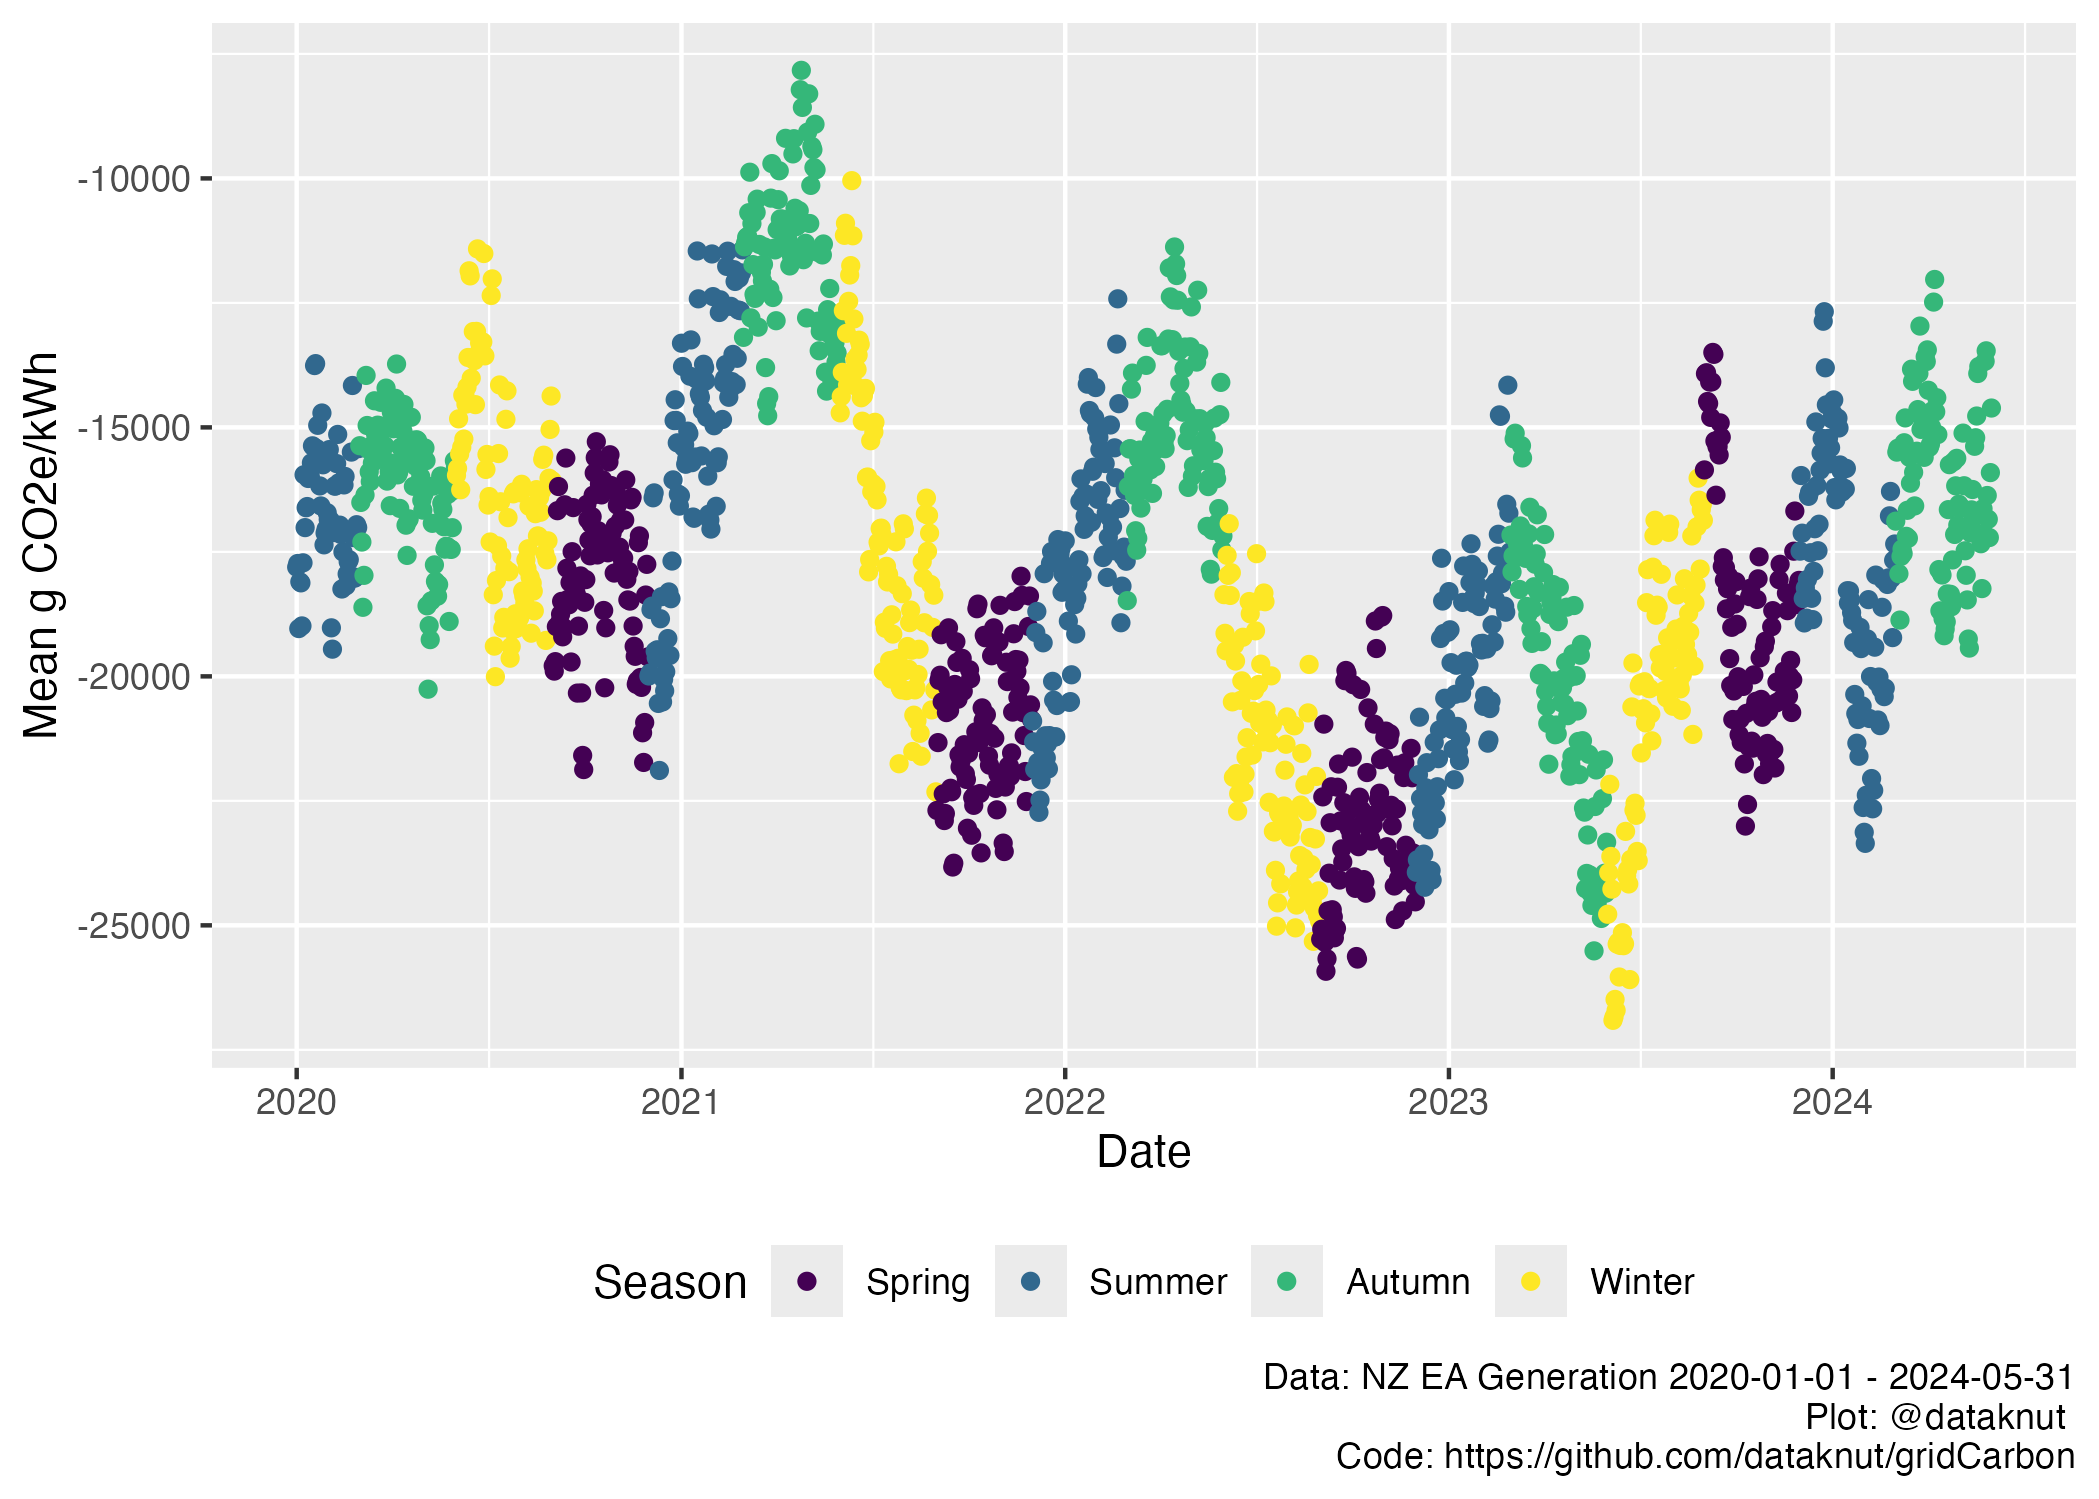 Mean g CO2e/kWh
-10000
-15000
-20000
-25000
2020 2021 2022 2023 2024
Date
Season Spring Summer Autumn Winter
Data: NZ EA Generation 2020-01-01 - 2024-05-31
Plot: @dataknut
Code: https://github.com/dataknut/gridCarbon